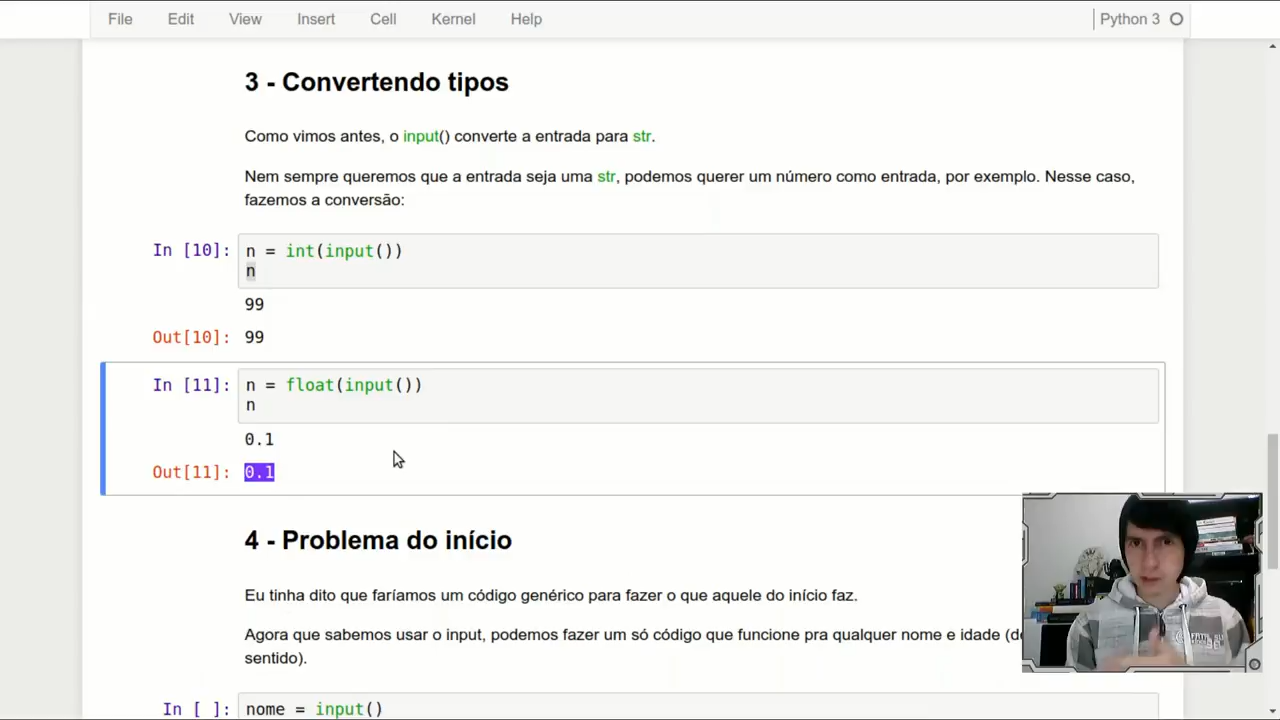 File Edit View Insert Cell Kernel Help Python 3
3 - Convertendo tipos
Como vimos antes, o input() converte a entrada para str.
Nem sempre queremos que a entrada seja uma str, podemos querer um número como entrada, por exemplo. Nesse caso,
fazemos a conversão:
In [10]: n = int(input())
n
99
Out[10]: 99
In [11]: n = float(input())
n
0.1
Out[11]: 0.1
4 - Problema do início
Eu tinha dito que faríamos um código genérico para fazer o que aquele do início faz.
Agora que sabemos usar o input, podemos fazer um só código que funcione pra qualquer nome e idade
sentido).
In [ ]: nome = input()